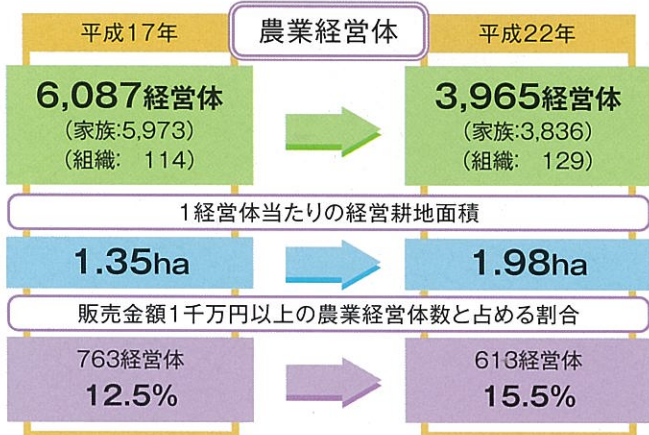 平成17年
農業経営体
平成22年
6,087経営体
(家族:5,973)
(組織: 114)
3,965経営体
(家族:3,836)
(組織: 129)
1経営体当たりの経営耕地面積
1.35ha
1.98ha
販売金額1千万円以上の農業経営体数と占める割合
763経営体
12.5%
613経営体
15.5%